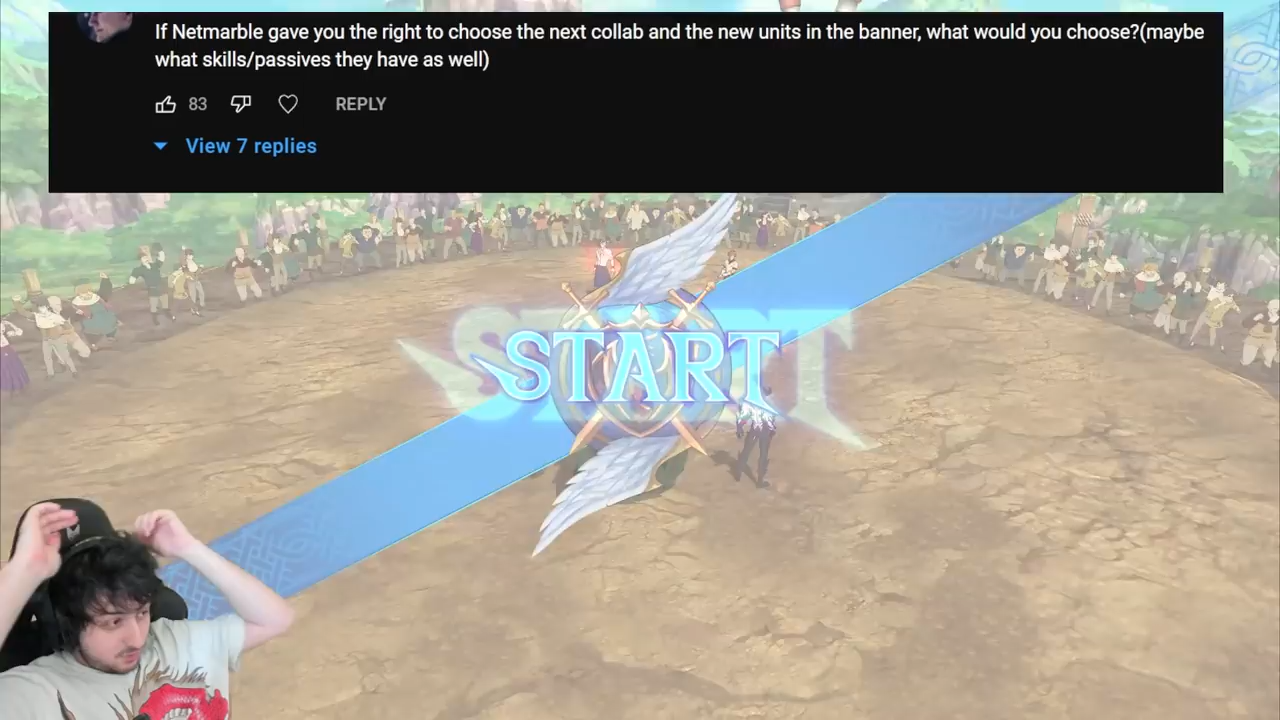 If Netmarble gave you the right to choose the next collab and the new units in the banner, what would you choose?(maybe
what skills/passives they have as well)
83
REPLY
View 7 replies
START